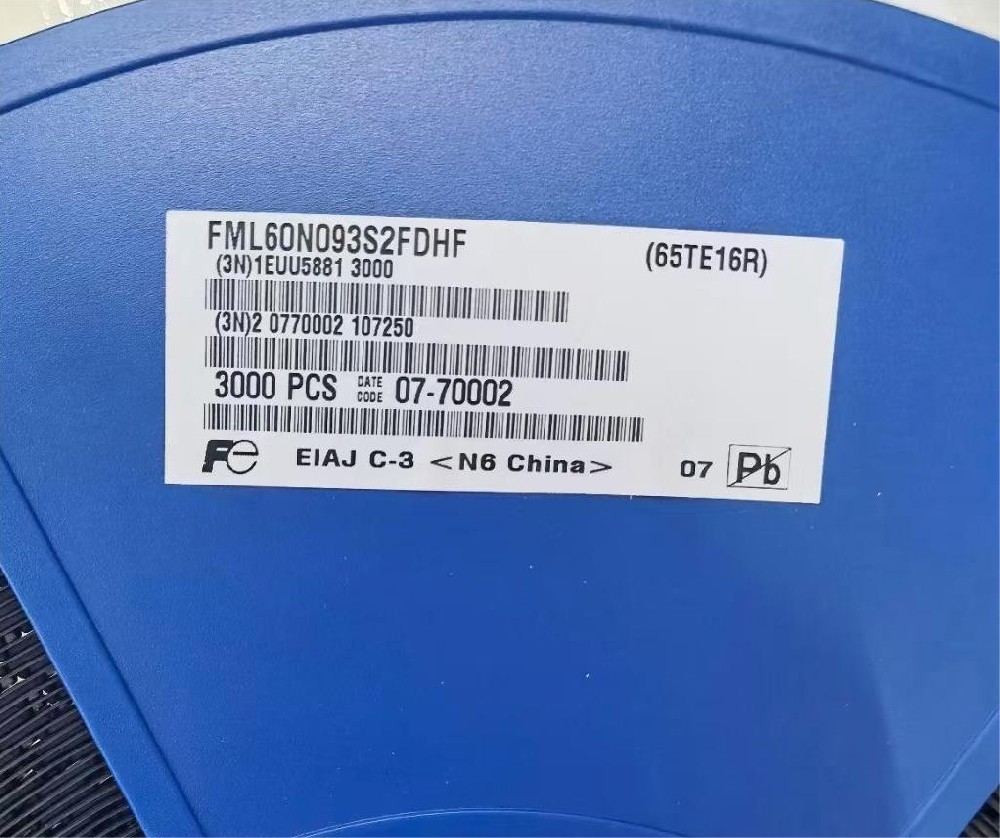 FML60N093S2FDHF (65TE16R)
(3N)1EUU5881 3000
(3N)2 0770002 107250
3000 PCS DATE CODE 07-70002
Fe EIAJ C-3 <N6 China> 07 Pb